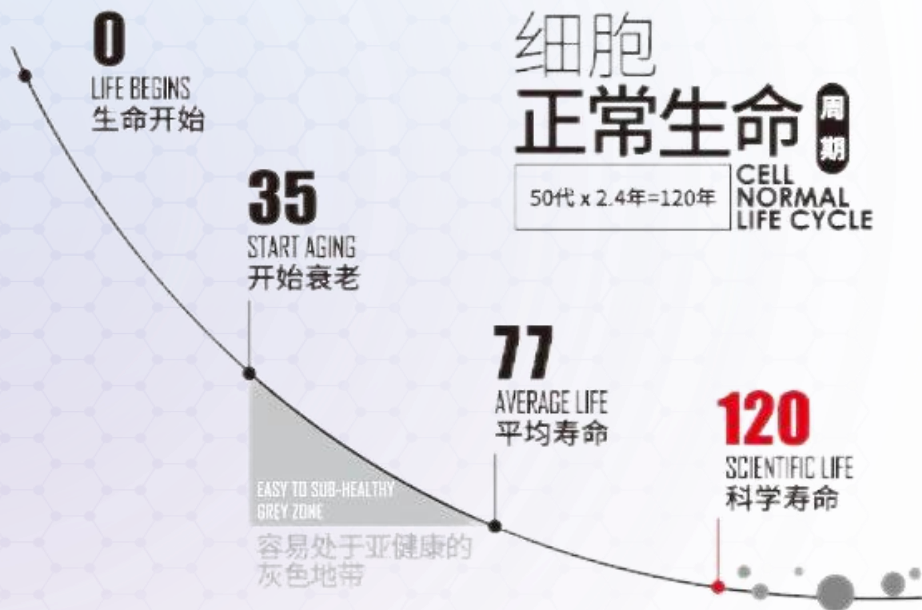 0
LIFE BEGINS
生命开始
细胞
正常生命
周期
50代 x 2.4年=120年
CELL
NORMAL
LIFE CYCLE
35
START AGING
开始衰老
77
AVERAGE LIFE
平均寿命
120
SCIENTIFIC LIFE
科学寿命
EASY TO SUB-HEALTHY
GREY ZONE
容易处于亚健康的
灰色地带